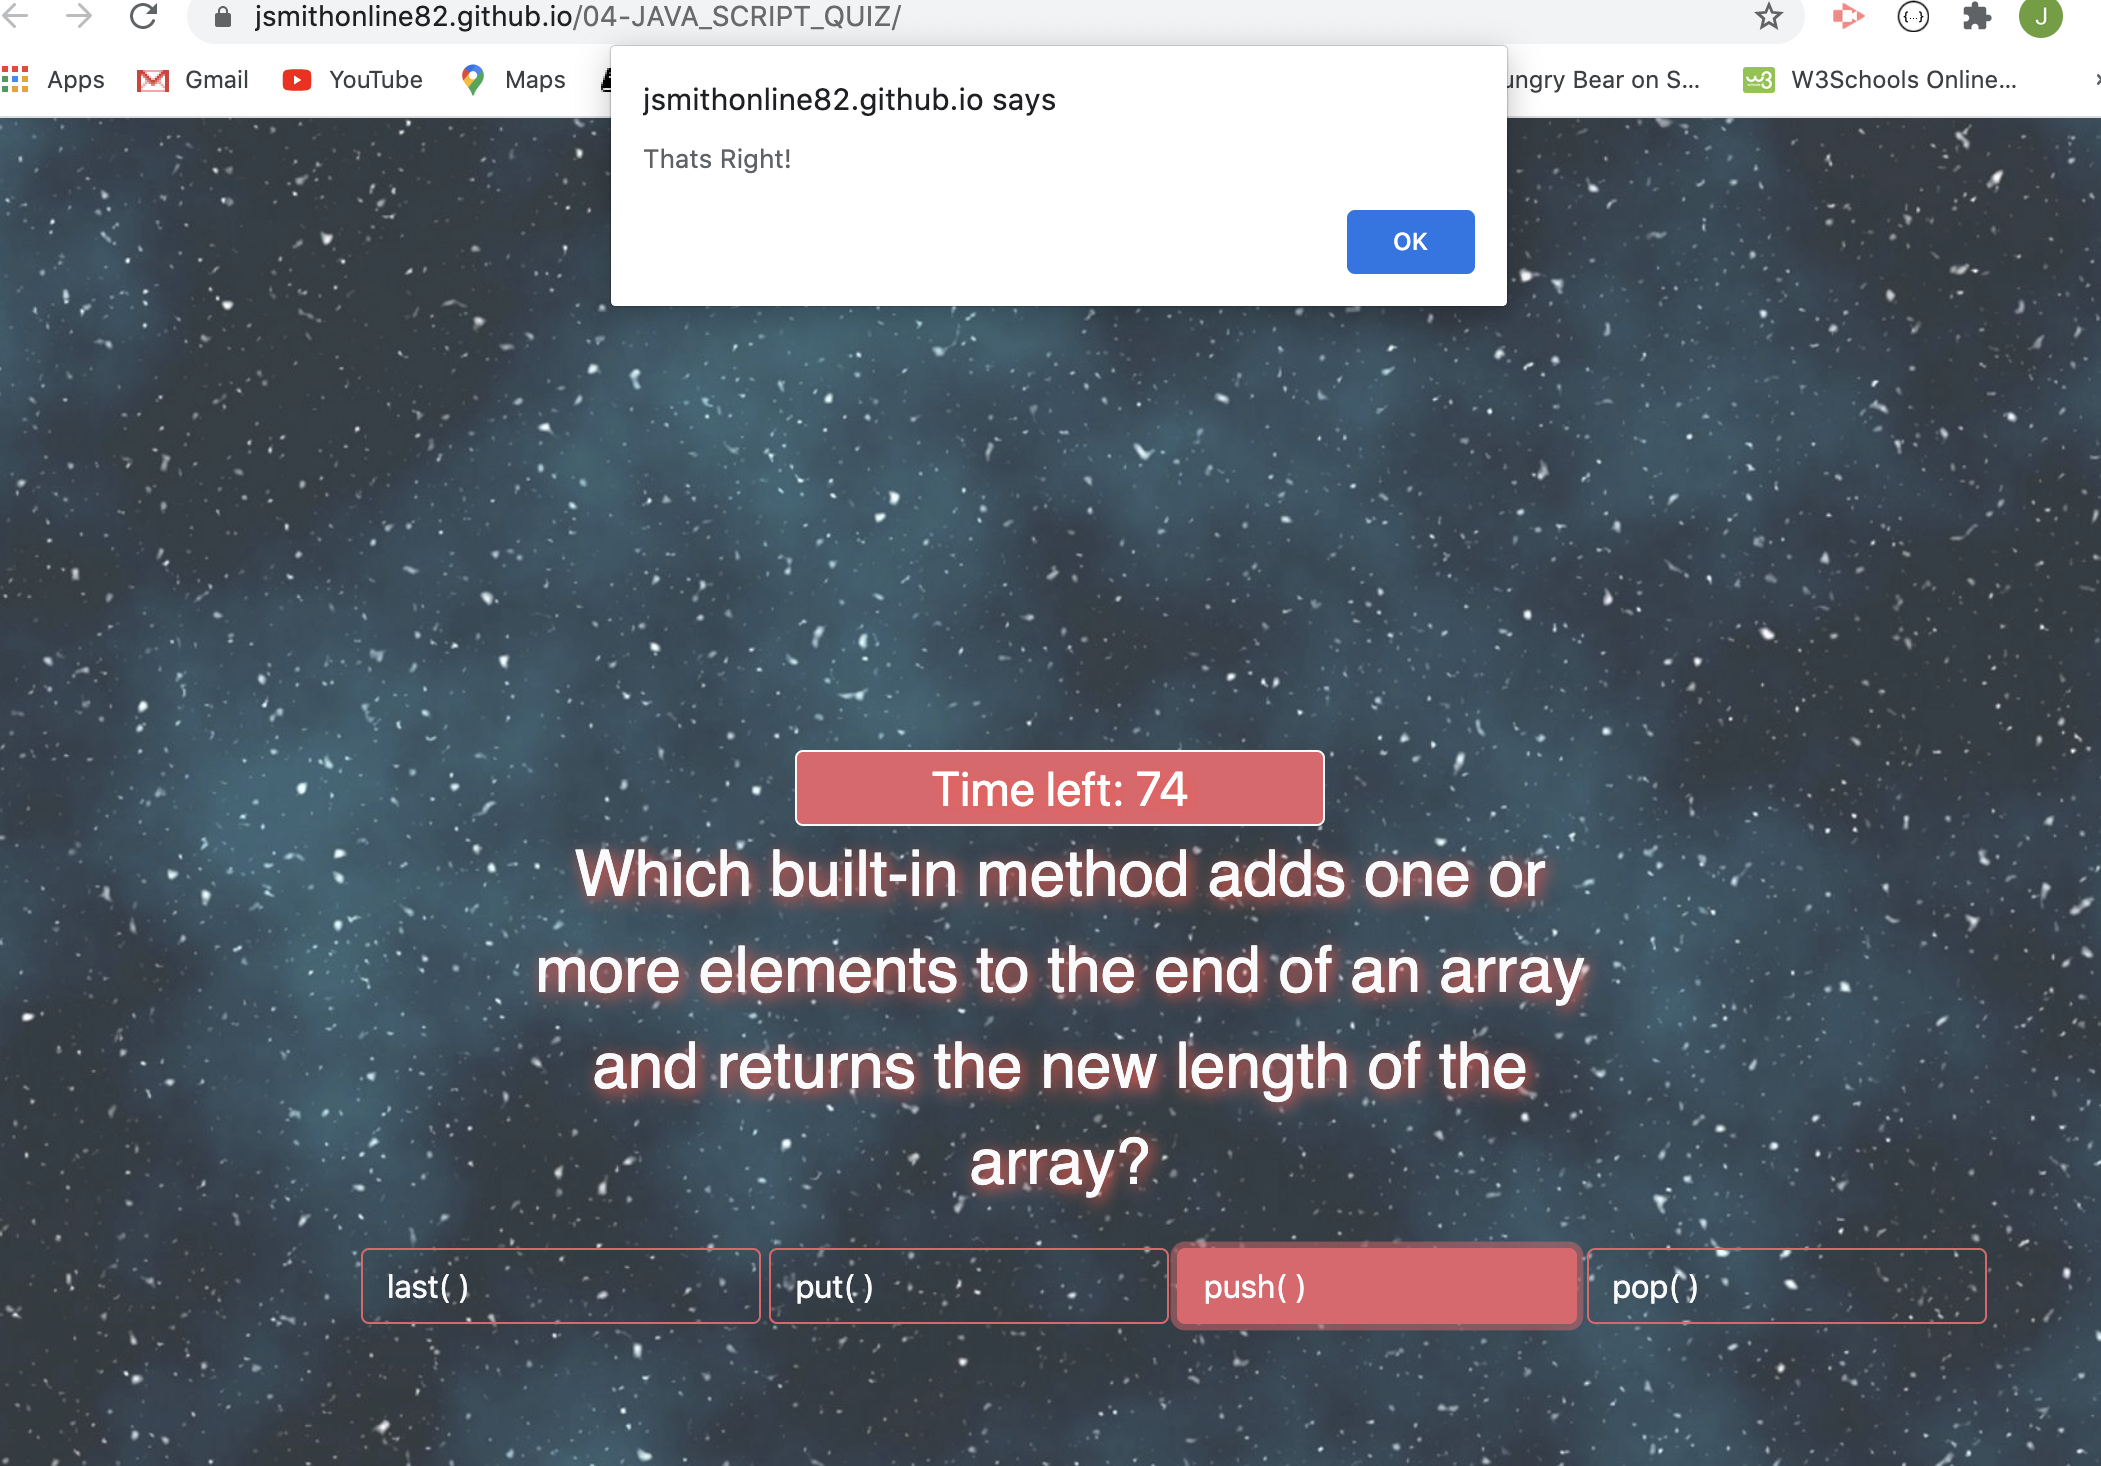 jsmithonline82.github.io/04-JAVA_SCRIPT_QUIZ/
J
Apps Gmail YouTube Maps ungry Bear on S... W3Schools Online...
jsmithonline82.github.io says
Thats Right!
OK
Time left: 74
Which built-in method adds one or
more elements to the end of an array
and returns the new length of the
array?
last( ) put( ) push( ) pop( )